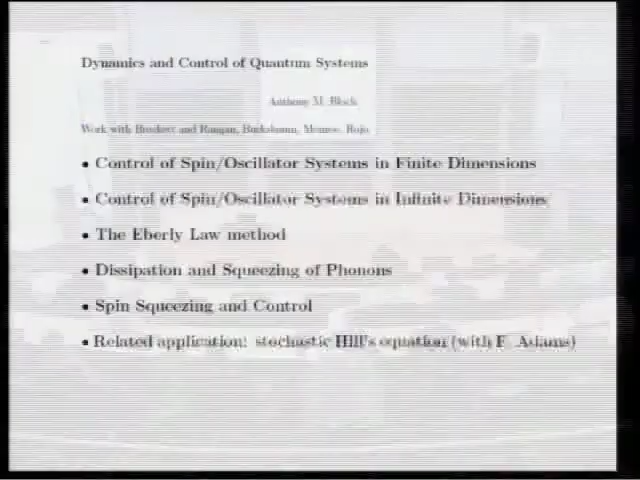 Dynamics and Control of Quantum Systems
Anthony M. Bloch
Work with Brockett and Rangan, Bucksbaum, Monroe, Rojo
• Control of Spin/Oscillator Systems in Finite Dimensions
• Control of Spin/Oscillator Systems in Infinite Dimensions
• The Eberly Law method
• Dissipation and Squeezing of Phonons
• Spin Squeezing and Control
• Related application: stochastic Hill's equation (with F. Adams)